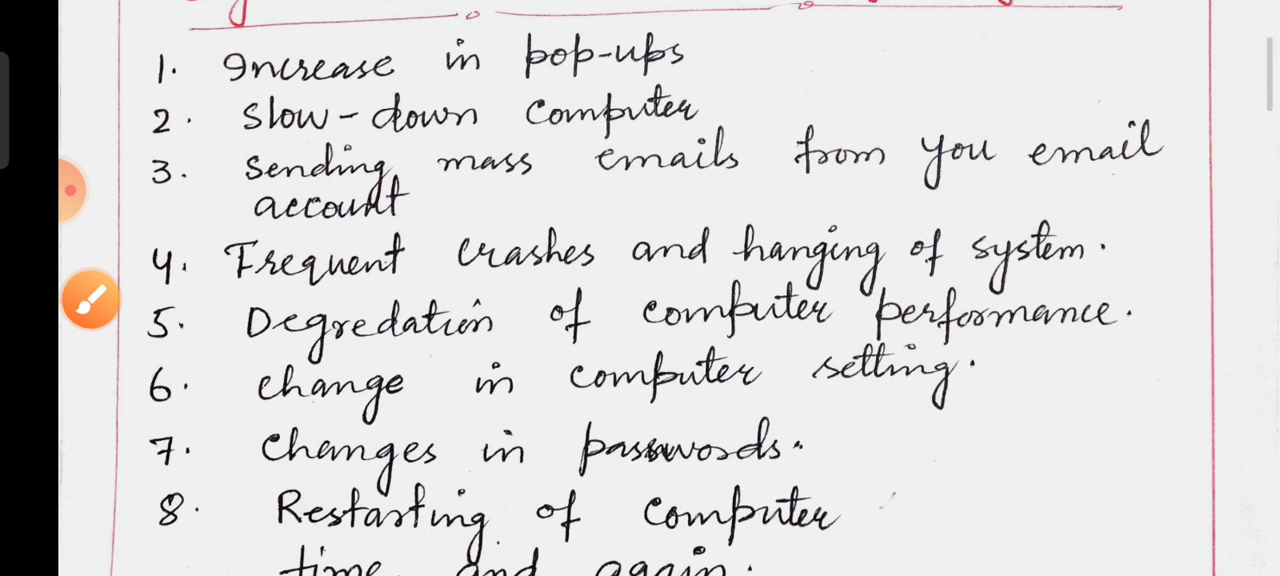 1. Increase in pop-ups
2. Slow-down computer
3. Sending mass emails from you email
account
4. Frequent crashes and hanging of system.
5. Degredation of computer performance.
6. change in computer setting.
7. changes in passwords.
8. Restarting of computer
time and again.